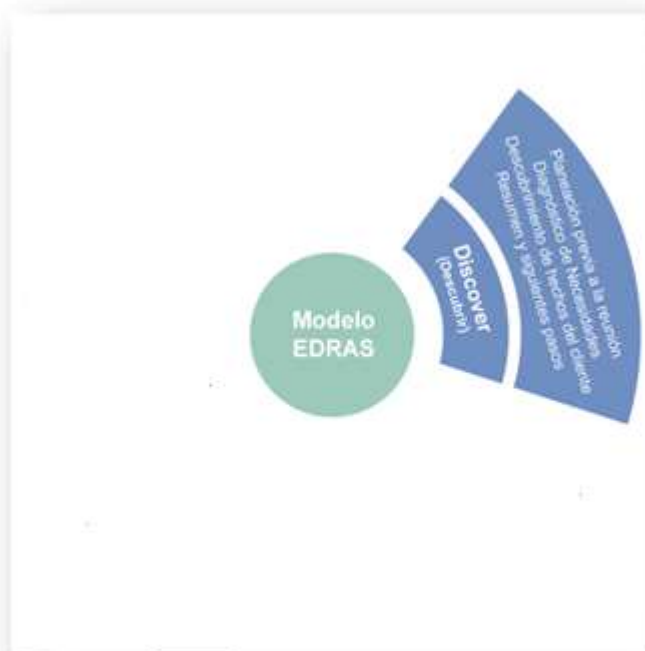 Modelo
EDRAS
Discover
(Descubrir)
Planeación previa a la reunión
Diagnóstico de Necesidades
Descubrimiento de hechos del cliente
Resumen y siguientes pasos